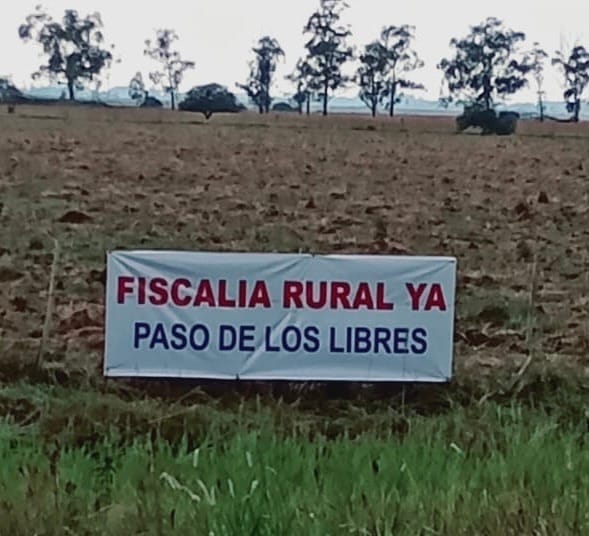 FISCALIA RURAL YA
PASO DE LOS LIBRES